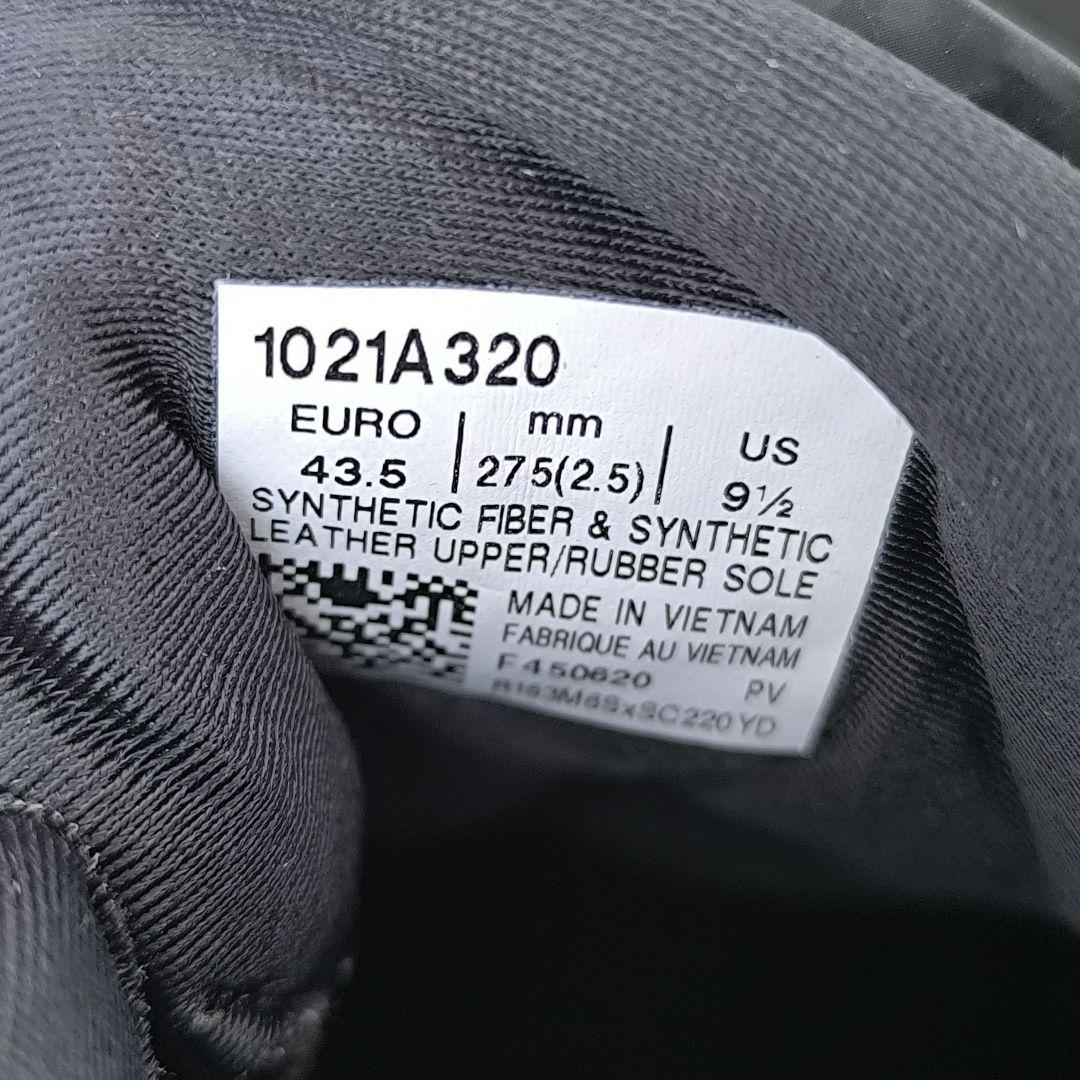 1021A320
EURO | mm | US
43.5 | 275(2.5) | 9½
SYNTHETIC FIBER & SYNTHETIC
LEATHER UPPER/RUBBER SOLE
MADE IN VIETNAM
FABRIQUE AU VIETNAM
F450620 PV